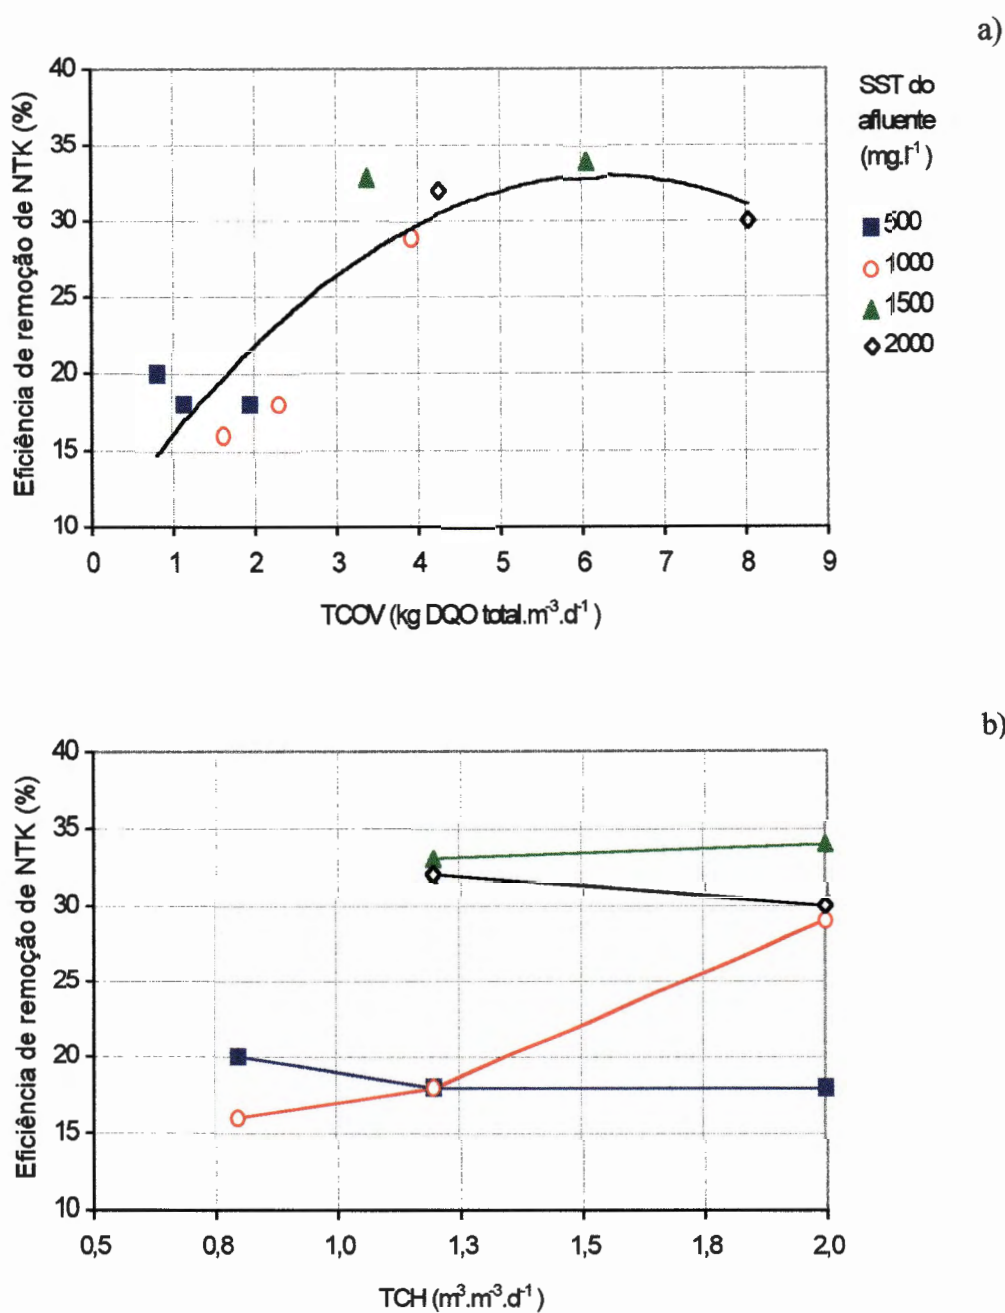 a)
40
35
30
25
20
15
10
Eficiência de remoção de NTK (%)
0 1 2 3 4 5 6 7 8 9
TCOV (kg DQO total.m⁻³.d⁻¹)
SST do
afluente
(mg.l⁻¹)
500
1000
1500
2000
b)
40
35
30
25
20
15
10
Eficiência de remoção de NTK (%)
0,5 0,8 1,0 1,3 1,5 1,8 2,0
TCH (m³.m⁻³.d⁻¹)